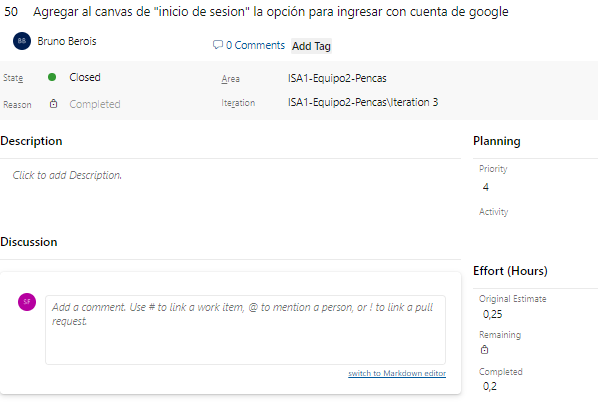 50 Agregar al canvas de "inicio de sesion" la opción para ingresar con cuenta de google
BB Bruno Berois
0 Comments Add Tag
State Closed
Area ISA1-Equipo2-Pencas
Reason Completed
Iteration ISA1-Equipo2-Pencas\Iteration 3
Description
Click to add Description.
Planning
Priority
4
Activity
Discussion
SF
Add a comment. Use # to link a work item, @ to mention a person, or ! to link a pull
request.
switch to Markdown editor
Effort (Hours)
Original Estimate
0,25
Remaining
Completed
0,2